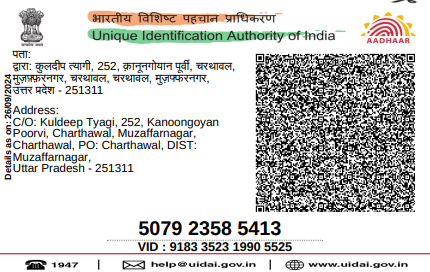 भारतीय विशिष्ट पहचान प्राधिकरण
Unique Identification Authority of India
AADHAAR
पता:
द्वारा: कुलदीप त्यागी, 252, क़ानूनगोयान पूर्वी, चरथावल,
मुज़फ़्फ़रनगर, चरथावल, चरथावल, मुज़फ्फरनगर,
उत्तर प्रदेश - 251311
Details as on: 26/09/2024
Address:
C/O: Kuldeep Tyagi, 252, Kanoongoyan
Poorvi, Charthawal, Muzaffarnagar,
Charthawal, PO: Charthawal, DIST:
Muzaffarnagar,
Uttar Pradesh - 251311
5079 2358 5413
VID : 9183 3523 1990 5525
1947 | help@uidai.gov.in | www.uidai.gov.in